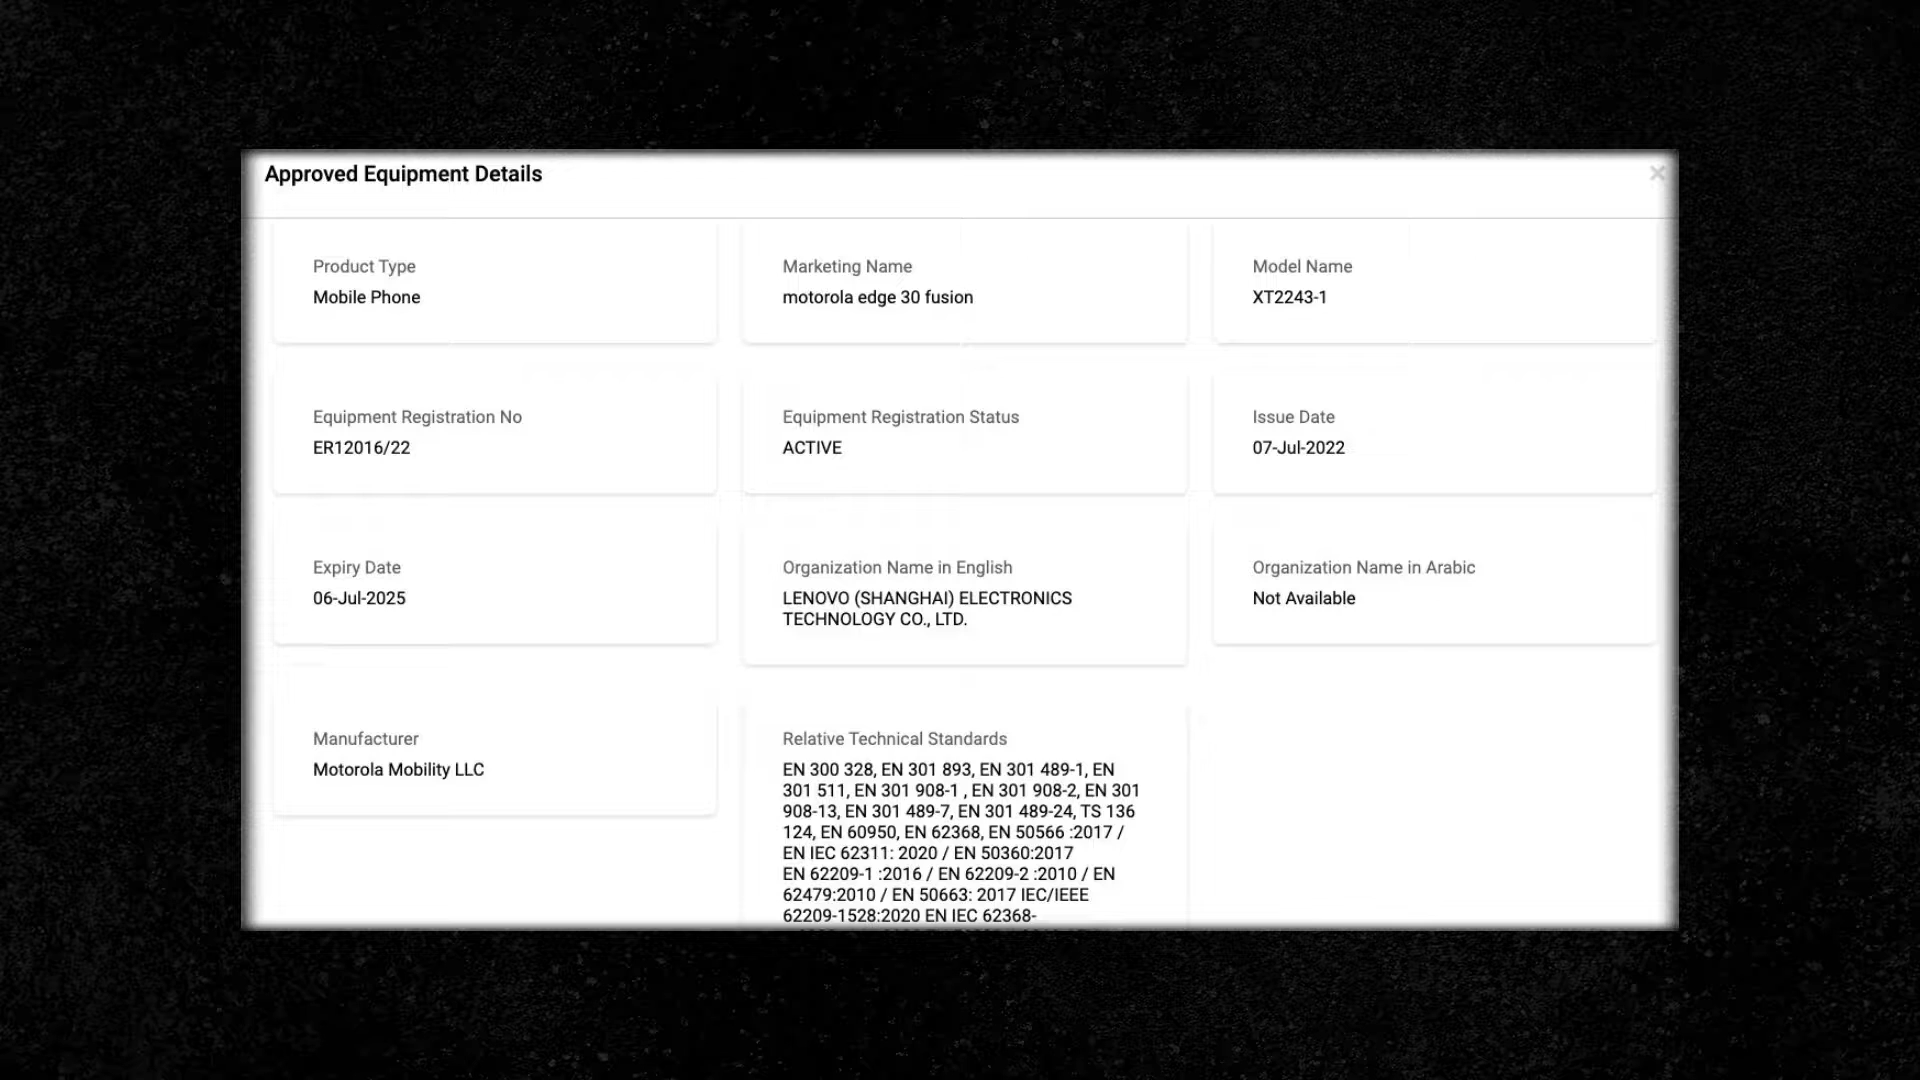 Approved Equipment Details
Product Type
Mobile Phone
Marketing Name
motorola edge 30 fusion
Model Name
XT2243-1
Equipment Registration No
ER12016/22
Equipment Registration Status
ACTIVE
Issue Date
07-Jul-2022
Expiry Date
06-Jul-2025
Organization Name in English
LENOVO (SHANGHAI) ELECTRONICS
TECHNOLOGY CO., LTD.
Organization Name in Arabic
Not Available
Manufacturer
Motorola Mobility LLC
Relative Technical Standards
EN 300 328, EN 301 893, EN 301 489-1, EN
301 511, EN 301 908-1 , EN 301 908-2, EN 301
908-13, EN 301 489-7, EN 301 489-24, TS 136
124, EN 60950, EN 62368, EN 50566 :2017 /
EN IEC 62311: 2020 / EN 50360:2017
EN 62209-1 :2016 / EN 62209-2 :2010 / EN
62479:2010 / EN 50663: 2017 IEC/IEEE
62209-1528:2020 EN IEC 62368-